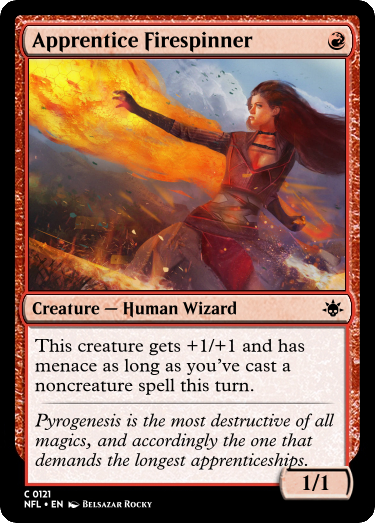 Apprentice Firespinner
Creature — Human Wizard
This creature gets +1/+1 and has
menace as long as you've cast a
noncreature spell this turn.
Pyrogenesis is the most destructive of all
magics, and accordingly the one that
demands the longest apprenticeships.
1/1
C 0121
NFL • EN Belsazar Rocky